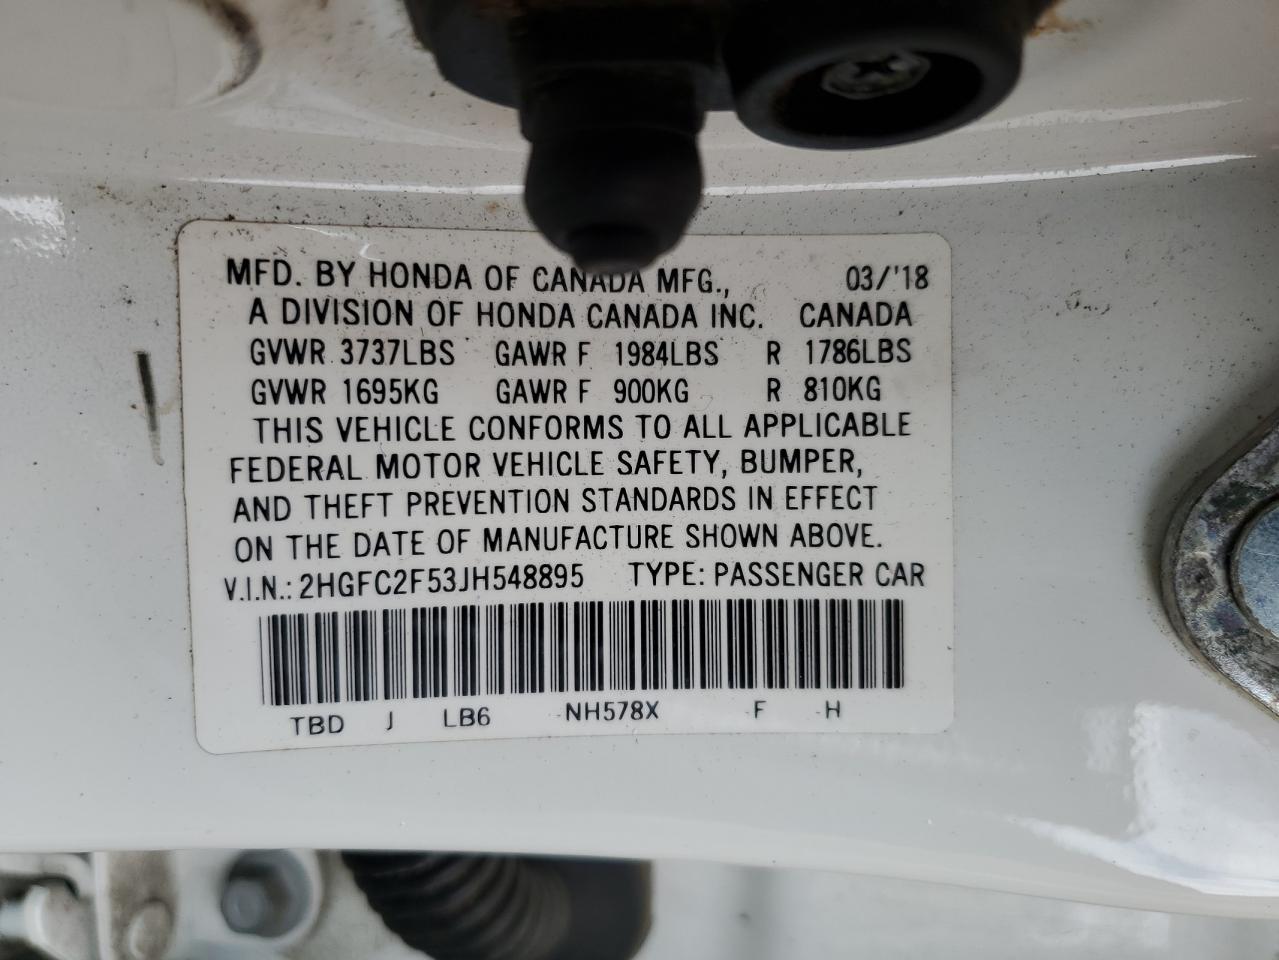 MFD. BY HONDA OF CANADA MFG., 03/'18
A DIVISION OF HONDA CANADA INC. CANADA
GVWR 3737LBS GAWR F 1984LBS R 1786LBS
GVWR 1695KG GAWR F 900KG R 810KG
THIS VEHICLE CONFORMS TO ALL APPLICABLE
FEDERAL MOTOR VEHICLE SAFETY, BUMPER,
AND THEFT PREVENTION STANDARDS IN EFFECT
ON THE DATE OF MANUFACTURE SHOWN ABOVE.
V.I.N.: 2HGFC2F53JH548895 TYPE: PASSENGER CAR
TBD J LB6 NH578X F H